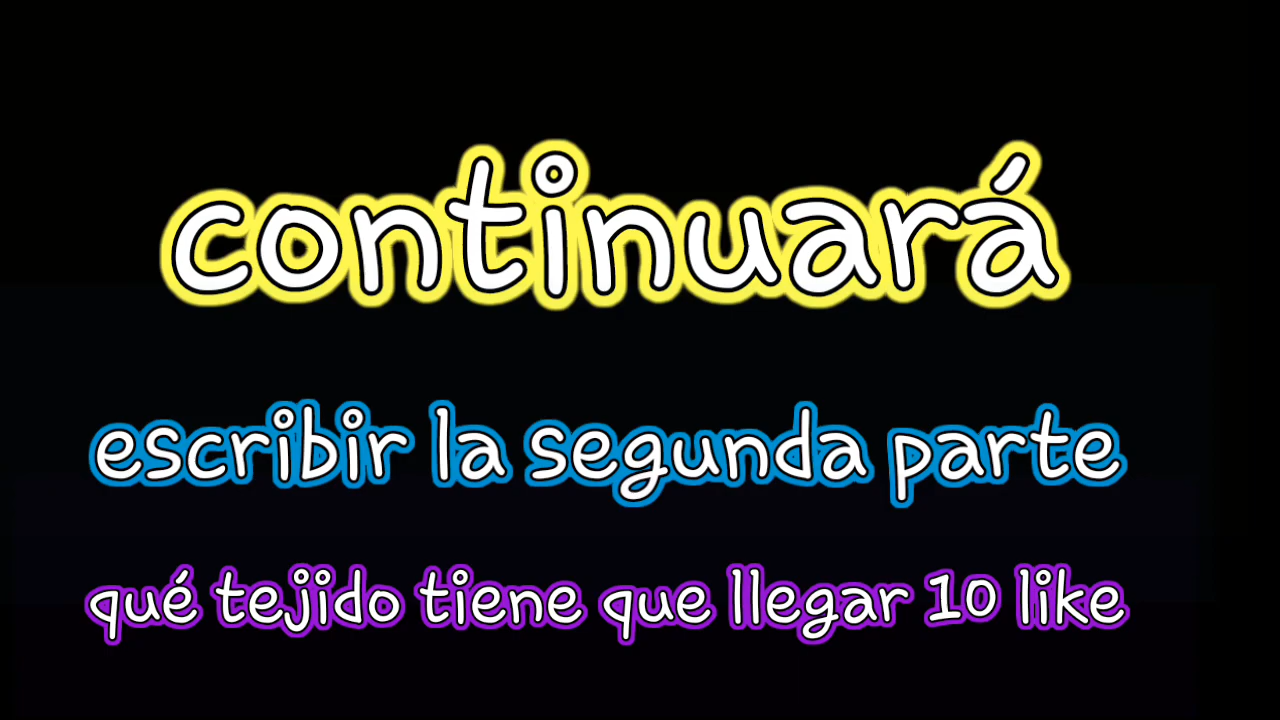 continuará
escribir la segunda parte
qué tejido tiene que llegar 10 like